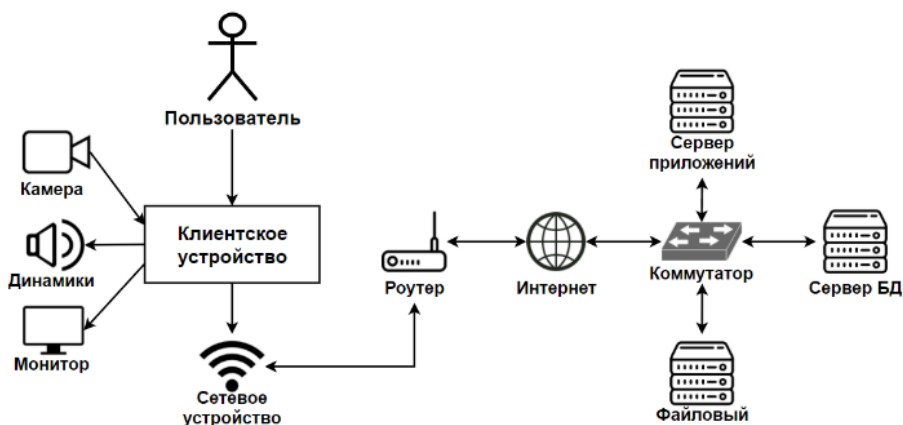 Пользователь
Камера
Динамики
Монитор
Клиентское
устройство
Сетевое
устройство
Роутер
Интернет
Сервер
приложений
Коммутатор
Сервер БД
Файловый